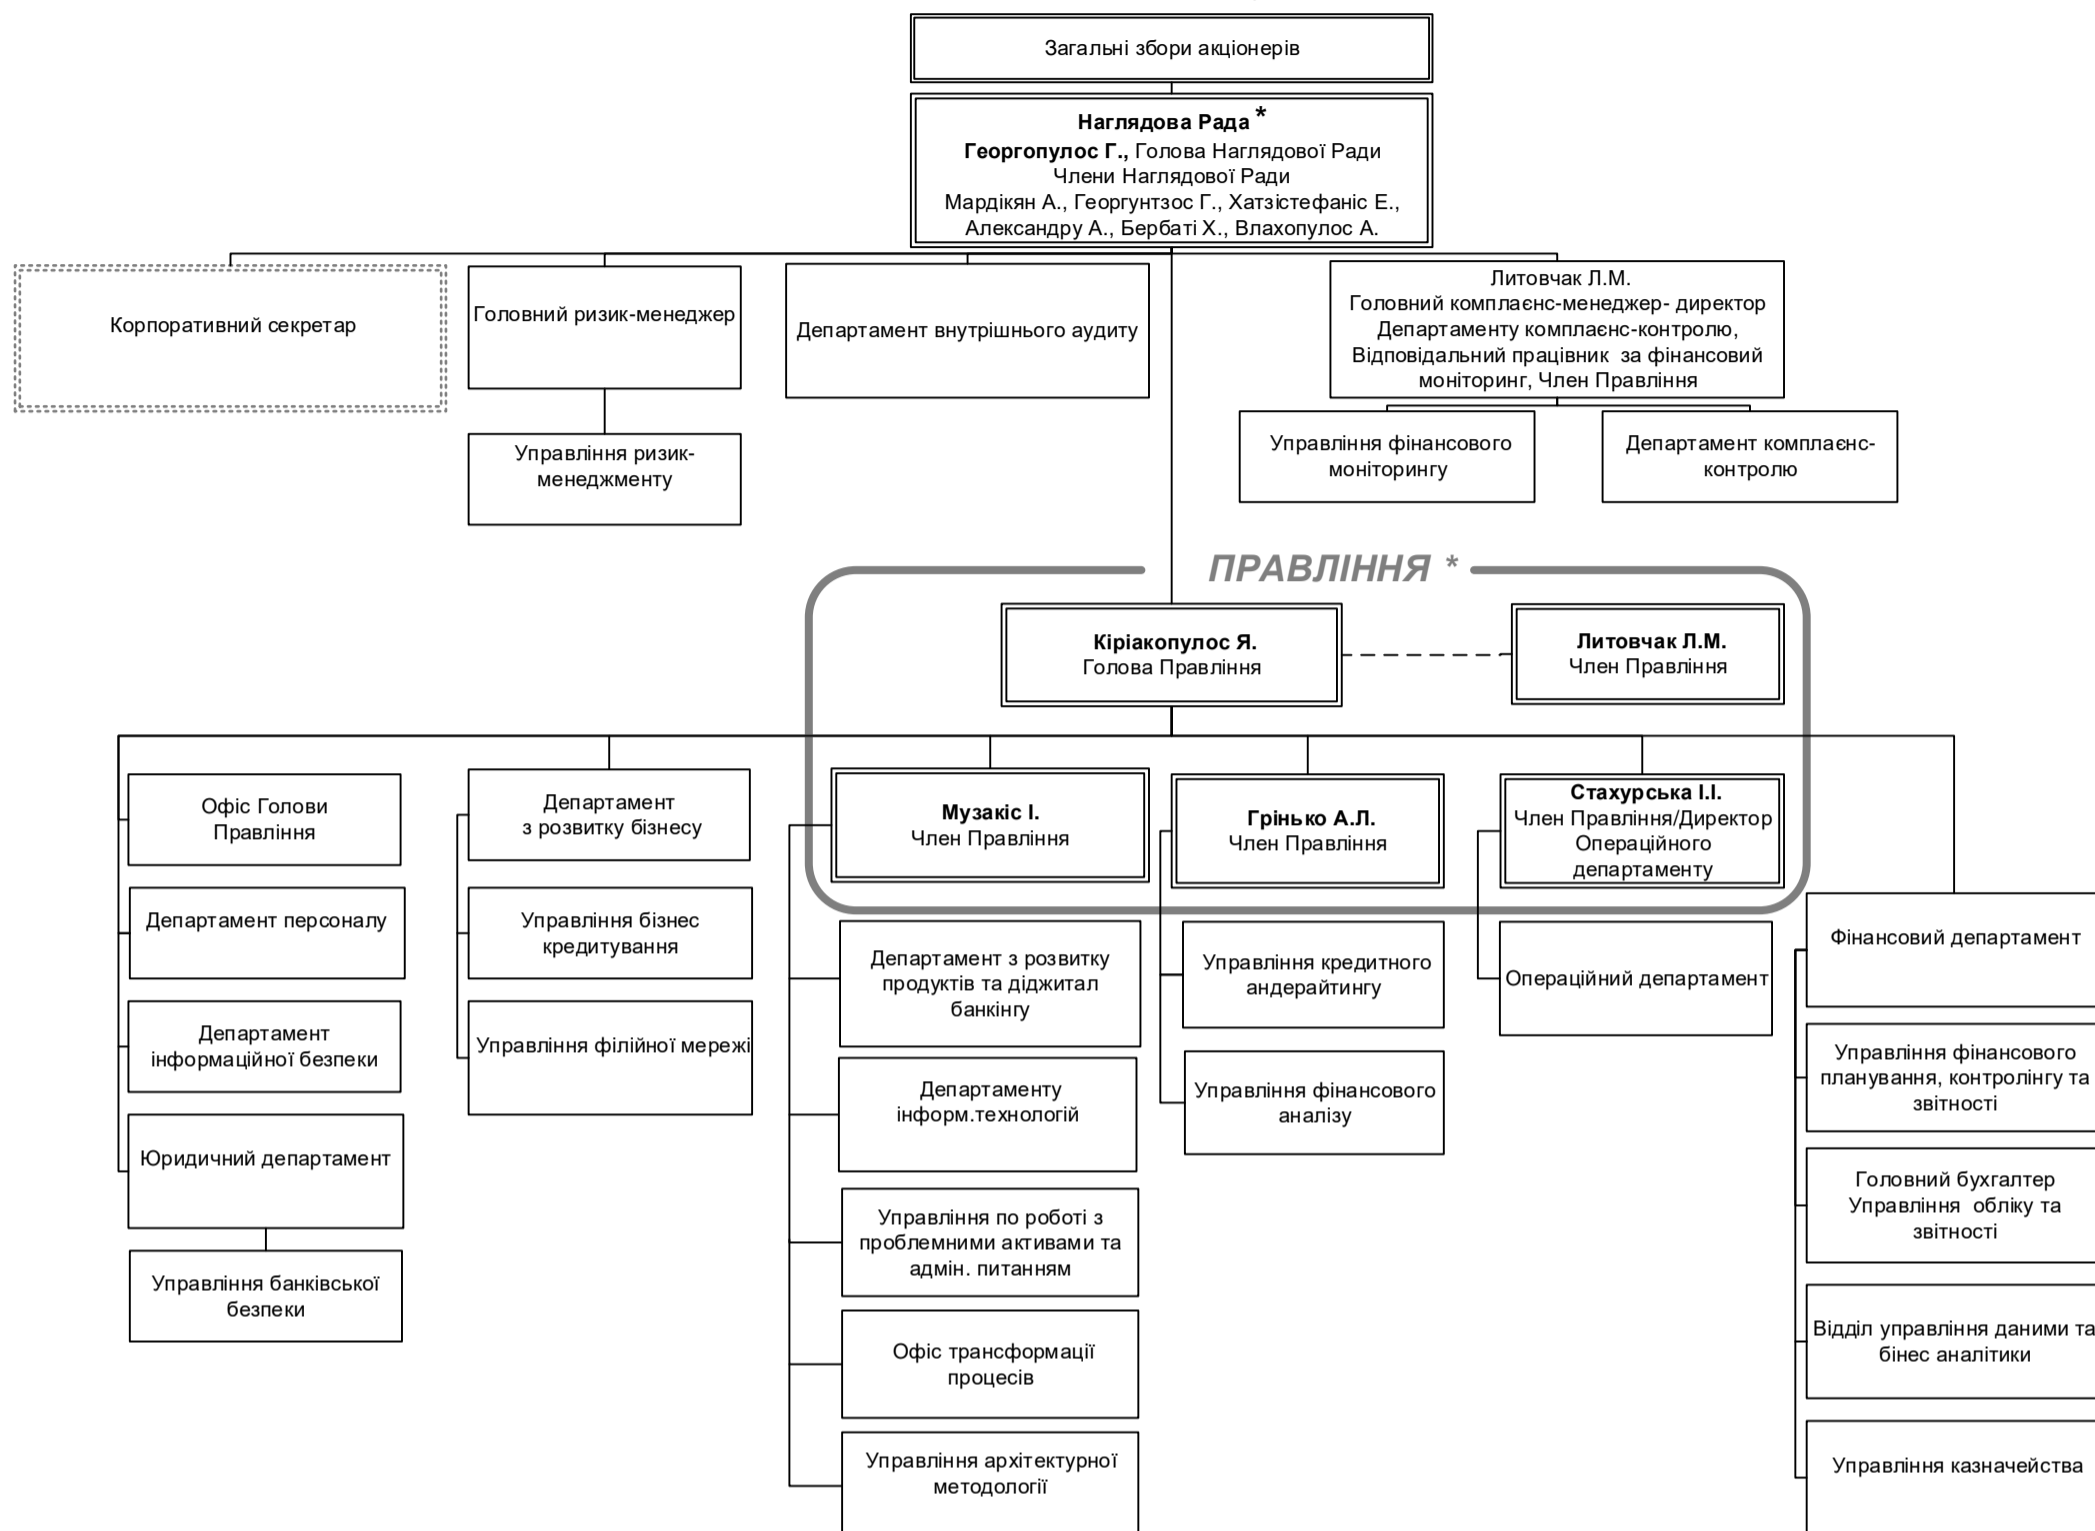 Загальні збори акціонерів
Наглядова Рада *
Георгопулос Г., Голова Наглядової Ради
Члени Наглядової Ради
Мардікян А., Георгунтзос Г., Хатзістефаніс Е.,
Александру А., Бербаті Х., Влахопулос А.
Корпоративний секретар
Головний ризик-менеджер
Департамент внутрішнього аудиту
Литовчак Л.М.
Головний комплаєнс-менеджер- директор
Департаменту комплаєнс-контролю,
Відповідальний працівник за фінансовий
моніторинг, Член Правління
Управління ризик-
менеджменту
Управління фінансового
моніторингу
Департамент комплаєнс-
контролю
ПРАВЛІННЯ *
Кіріакопулос Я.
Голова Правління
Литовчак Л.М.
Член Правління
Офіс Голови
Правління
Департамент персоналу
Департамент
інформаційної безпеки
Юридичний департамент
Управління банківської
безпеки
Департамент
з розвитку бізнесу
Управління бізнес
кредитування
Управління філійної мережі
Музакіс І.
Член Правління
Департамент з розвитку
продуктів та діджитал
банкінгу
Департаменту
інформ.технологій
Управління по роботі з
проблемними активами та
адмін. питанням
Офіс трансформації
процесів
Управління архітектурної
методології
Грінько А.Л.
Член Правління
Управління кредитного
андерайтингу
Управління фінансового
аналізу
Стахурська І.І.
Член Правління/Директор
Операційного
департаменту
Операційний департамент
Фінансовий департамент
Управління фінансового
планування, контролінгу та
звітності
Головний бухгалтер
Управління обліку та
звітності
Відділ управління даними та
бінес аналітики
Управління казначейства